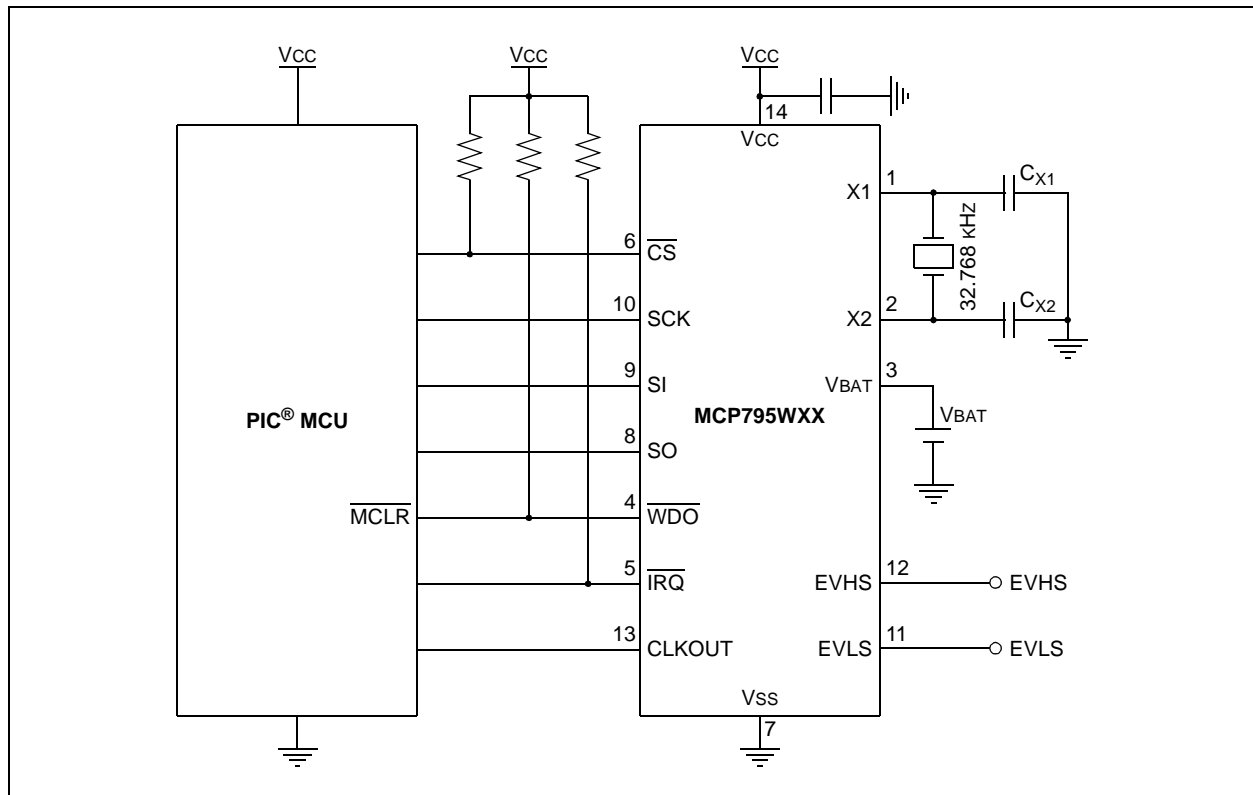 VCC
VCC
VCC
14
VCC
1
X1
CX1
32.768 KHZ
6
CS
10
SCK
2
X2
CX2
9
SI
3
VBAT
VBAT
PIC® MCU
MCP795WXX
8
SO
MCLR
4
WDO
5
IRQ
12
EVHS
EVHS
13
CLKOUT
11
EVLS
EVLS
VSS
7